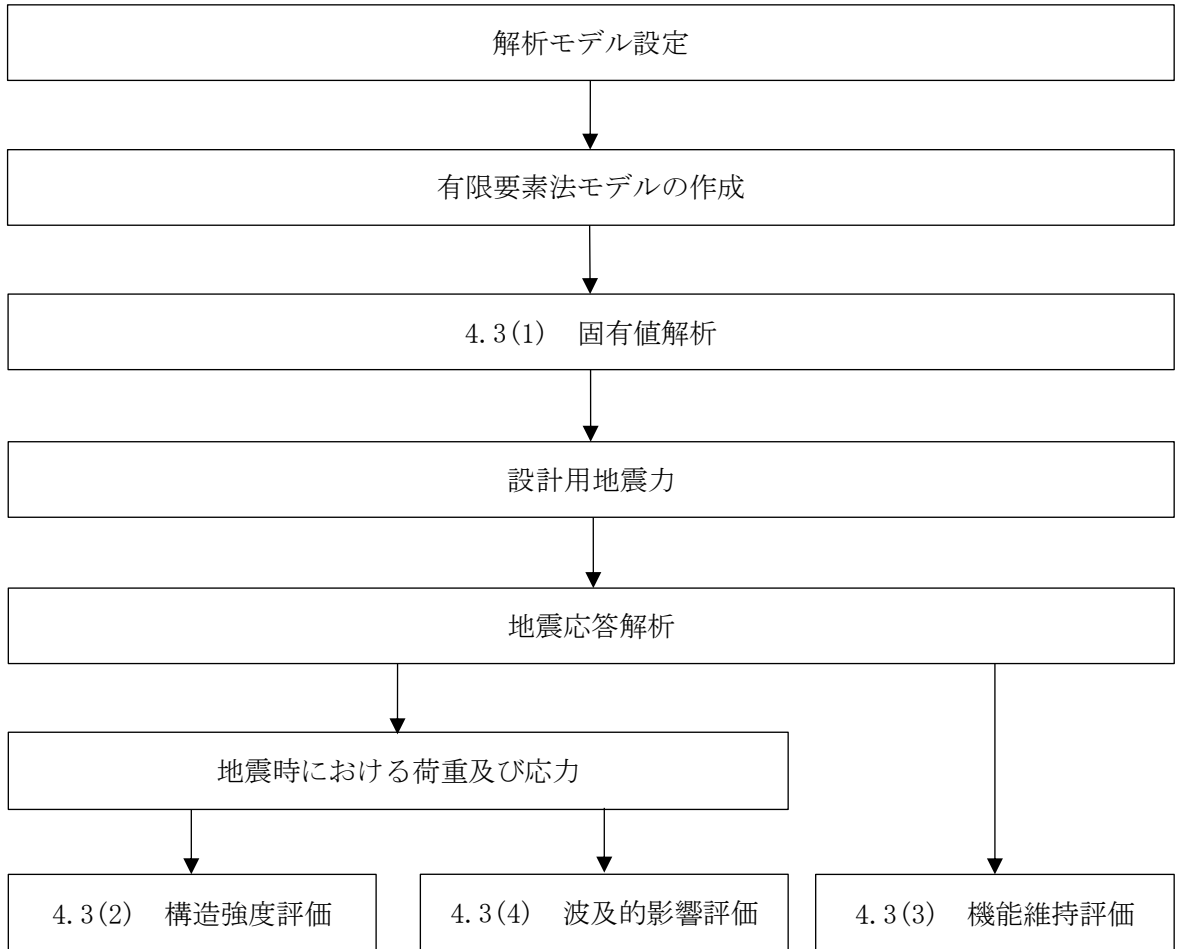 解析モデル設定
有限要素法モデルの作成
4.3(1)　固有値解析
設計用地震力
地震応答解析
地震時における荷重及び応力
4.3(2)　構造強度評価
4.3(4)　波及的影響評価
4.3(3)　機能維持評価